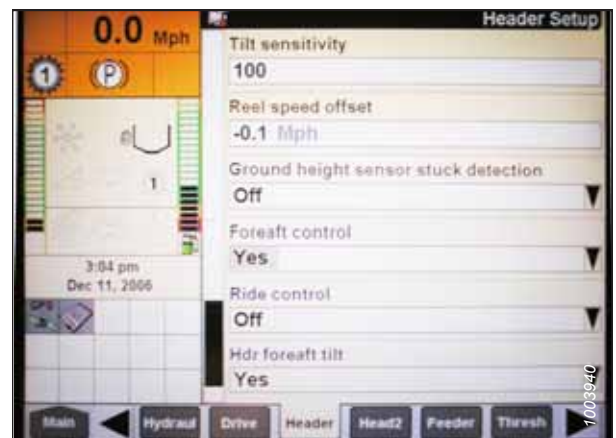 0.0 Mph
Header Setup
1
P
Tilt sensitivity
100
Reel speed offset
-0.1 Mph
Ground height sensor stuck detection
Off
1
Foreaft control
Yes
3:04 pm
Dec 11, 2006
Ride control
Off
GPS
Hdr foreaft tilt
Yes
Main
Hydraul
Drive
Header
Head2
Feeder
Thresh
1003940